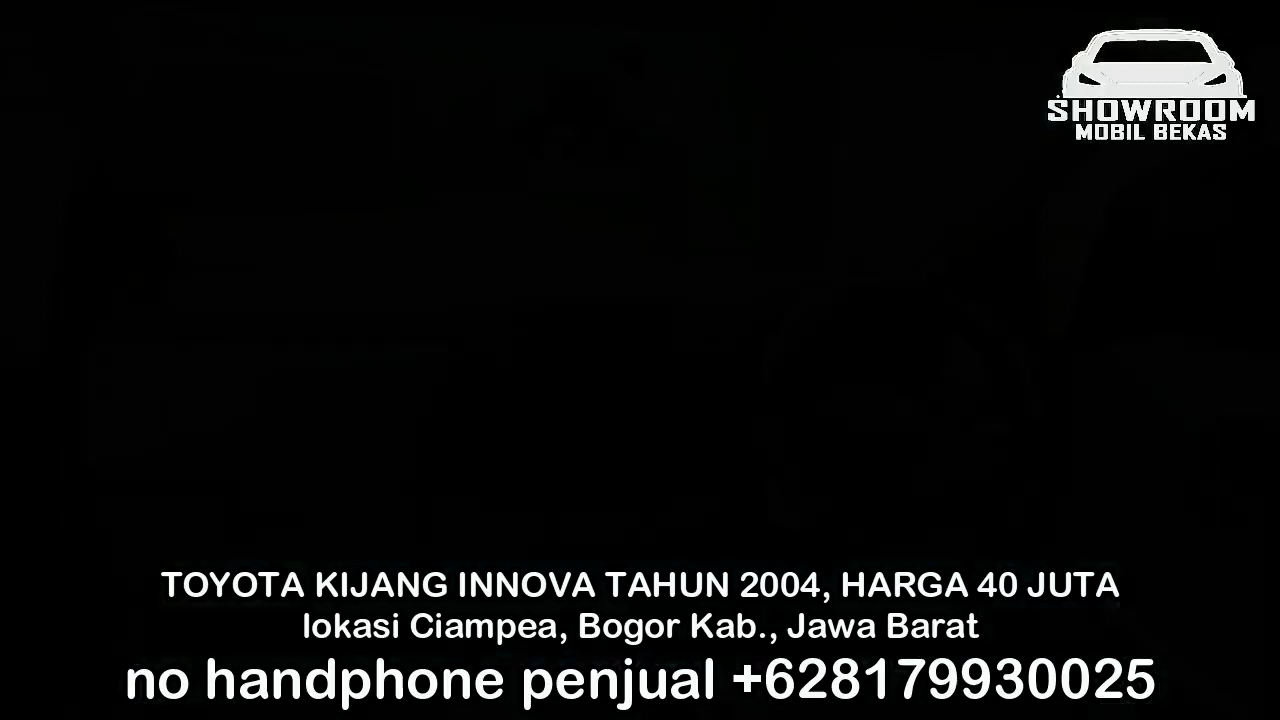 SHOWROOM
MOBIL BEKAS
TOYOTA KIJANG INNOVA TAHUN 2004, HARGA 40 JUTA
lokasi Ciampea, Bogor Kab., Jawa Barat
no handphone penjual +628179930025